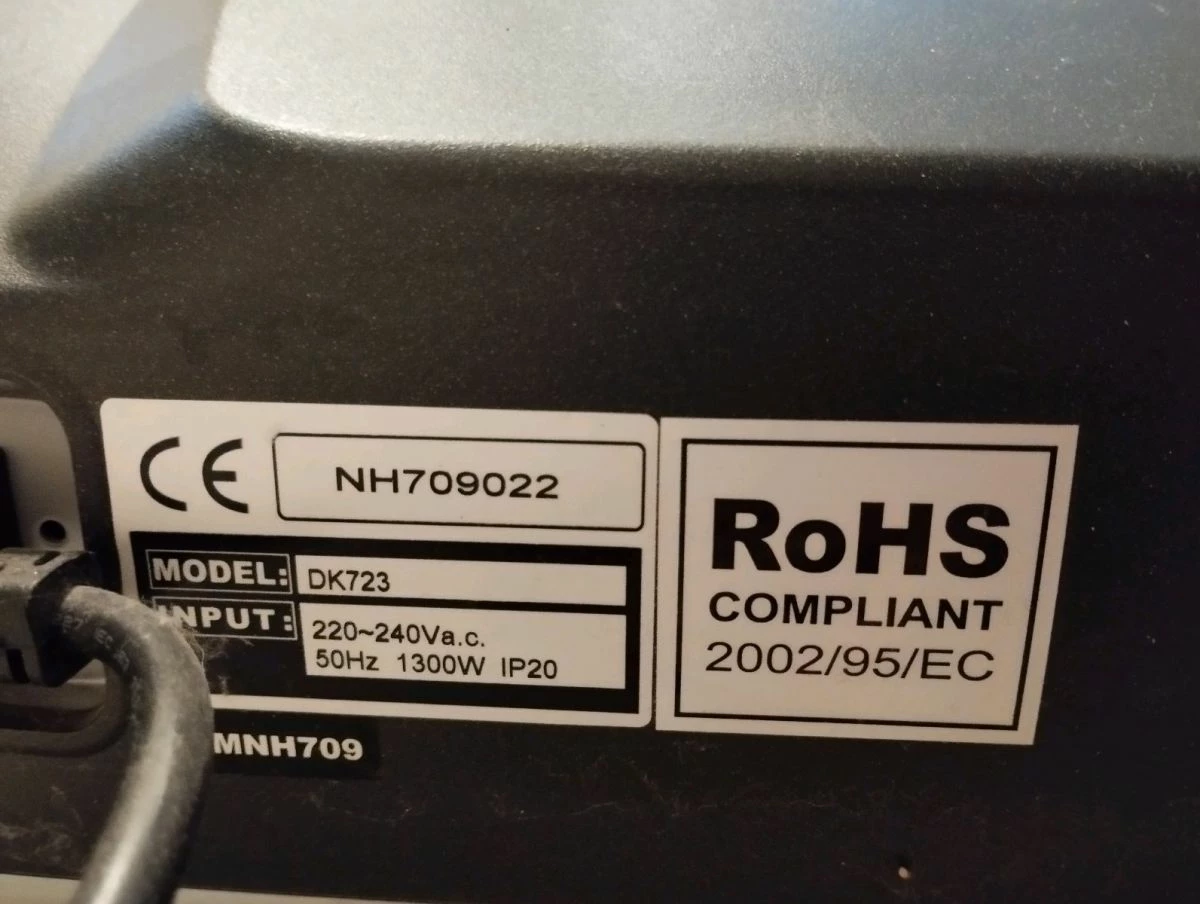 CE NH709022
MODEL: DK723
INPUT: 220~240Va.c.
50Hz 1300W IP20
MNH709
RoHS
COMPLIANT
2002/95/EC